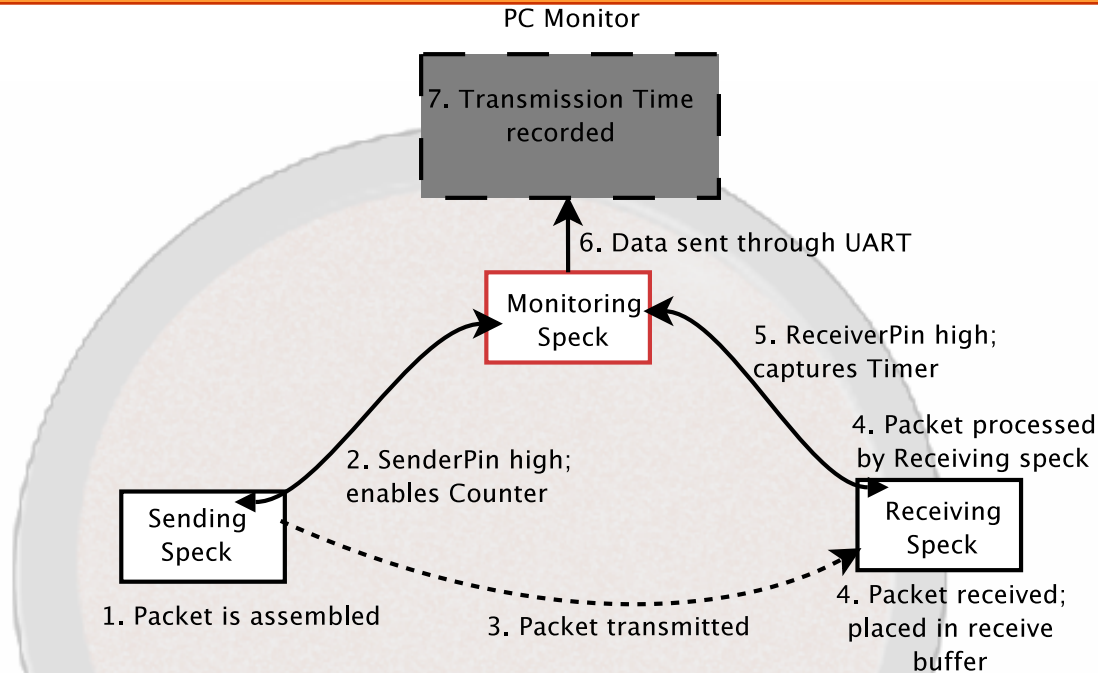 PC Monitor
7. Transmission Time
recorded
6. Data sent through UART
Monitoring
Speck
5. ReceiverPin high;
captures Timer
4. Packet processed
by Receiving speck
2. SenderPin high;
enables Counter
Sending
Speck
Receiving
Speck
1. Packet is assembled
3. Packet transmitted
4. Packet received;
placed in receive
buffer